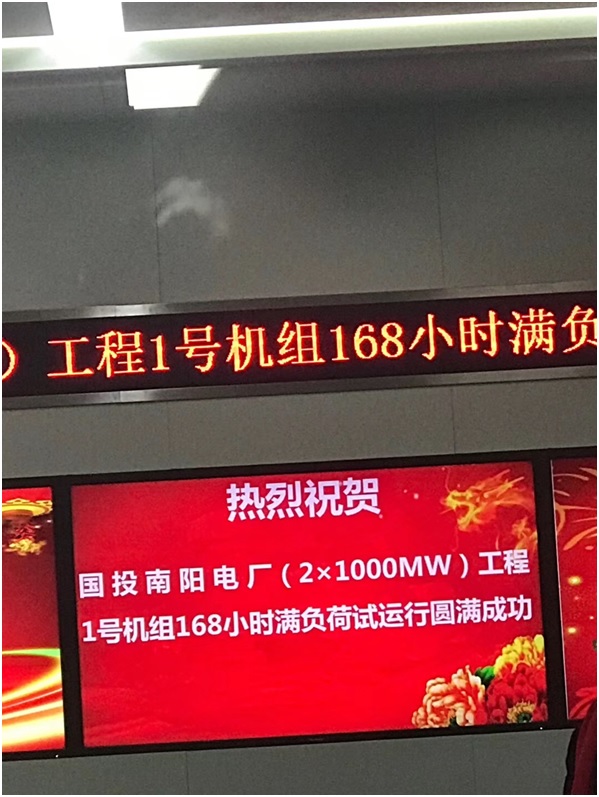 ）工程1号机组168小时满负
热烈祝贺
国投南阳电厂（2×1000MW）工程
1号机组168小时满负荷试运行圆满成功